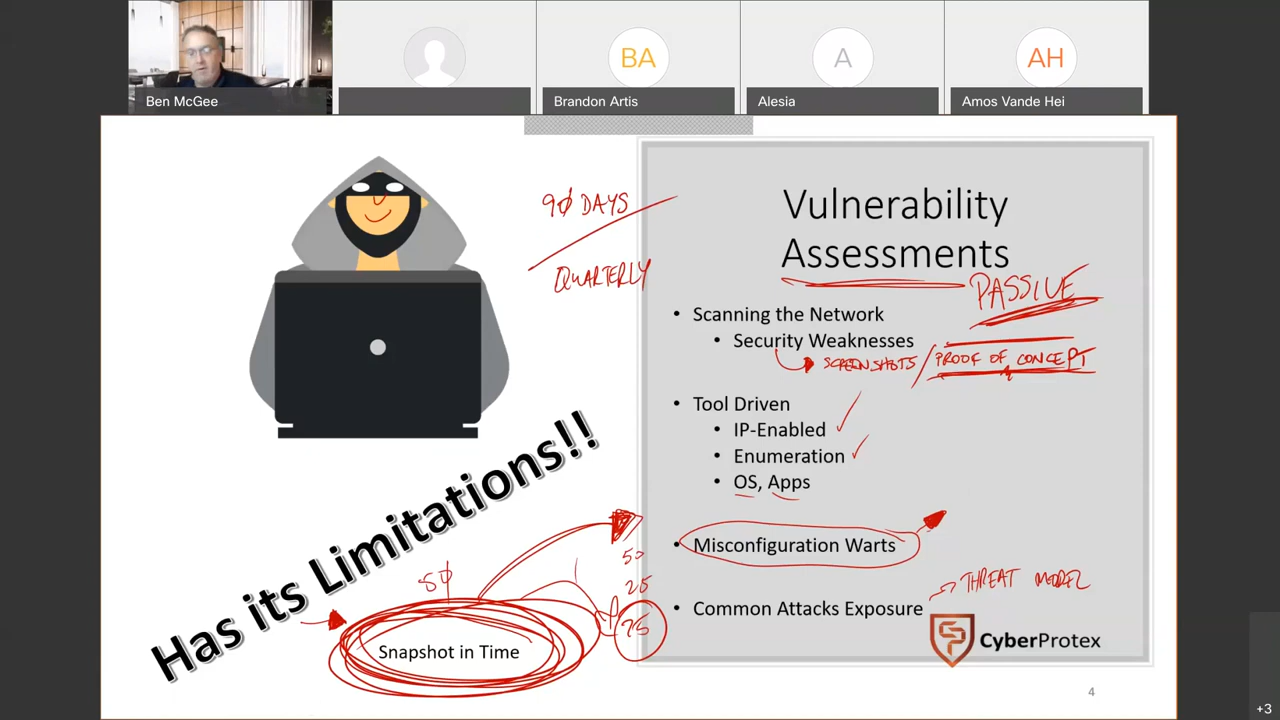 BA
A
AH
Ben McGee
Brandon Artis
Alesia
Amos Vande Hei
90 DAYS
QUARTERLY
Vulnerability
Assessments
PASSIVE
• Scanning the Network
• Security Weaknesses
SCREENSHOTS / PROOF OF CONCEPT
• Tool Driven
• IP-Enabled
• Enumeration
• OS, Apps
Has its Limitations!!
• Misconfiguration Warts
50
50
25
75
THREAT MODEL
• Common Attacks Exposure
Snapshot in Time
CP CyberProtex
4
+3